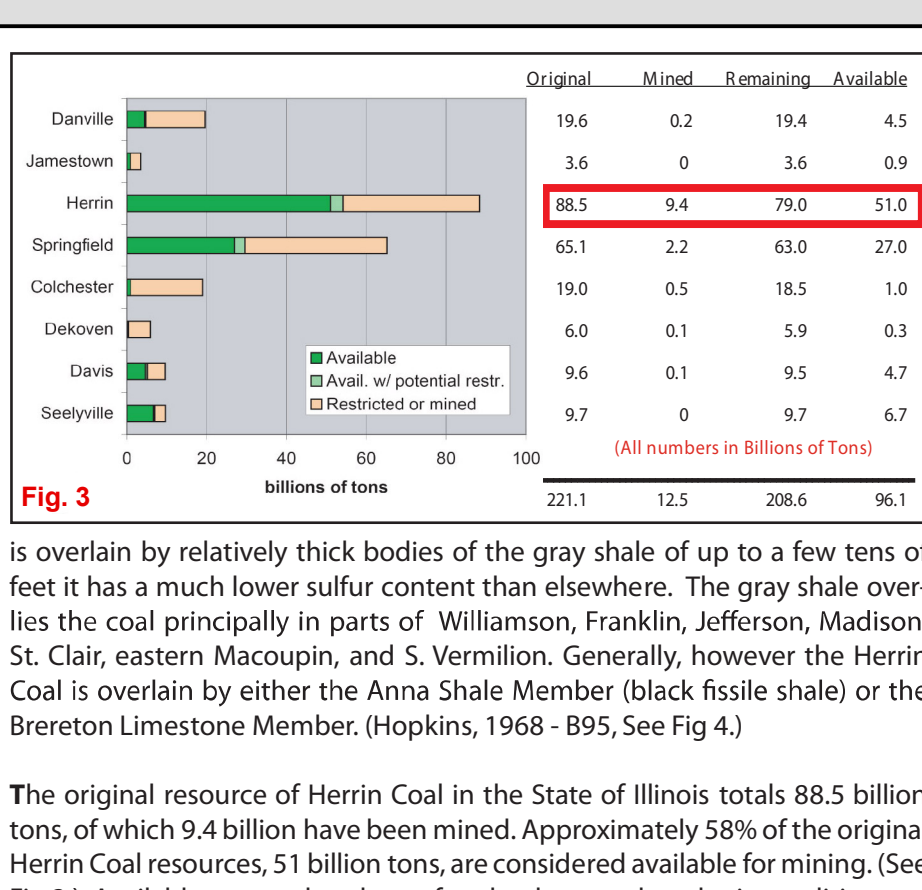 Original Mined Remaining Available
Danville 19.6 0.2 19.4 4.5
Jamestown 3.6 0 3.6 0.9
Herrin 88.5 9.4 79.0 51.0
Springfield 65.1 2.2 63.0 27.0
Colchester 19.0 0.5 18.5 1.0
Dekoven 6.0 0.1 5.9 0.3
Davis 9.6 0.1 9.5 4.7
Seelyville 9.7 0 9.7 6.7
Available
Avail. w/ potential restr.
Restricted or mined
(All numbers in Billions of Tons)
0 20 40 60 80 100
billions of tons
Fig. 3
221.1 12.5 208.6 96.1
is overlain by relatively thick bodies of the gray shale of up to a few tens of
feet it has a much lower sulfur content than elsewhere. The gray shale over-
lies the coal principally in parts of Williamson, Franklin, Jefferson, Madison
St. Clair, eastern Macoupin, and S. Vermilion. Generally, however the Herrin
Coal is overlain by either the Anna Shale Member (black fissile shale) or the
Brereton Limestone Member. (Hopkins, 1968 - B95, See Fig 4.)
The original resource of Herrin Coal in the State of Illinois totals 88.5 billion
tons, of which 9.4 billion have been mined. Approximately 58% of the origina
Herrin Coal resources, 51 billion tons, are considered available for mining. (See